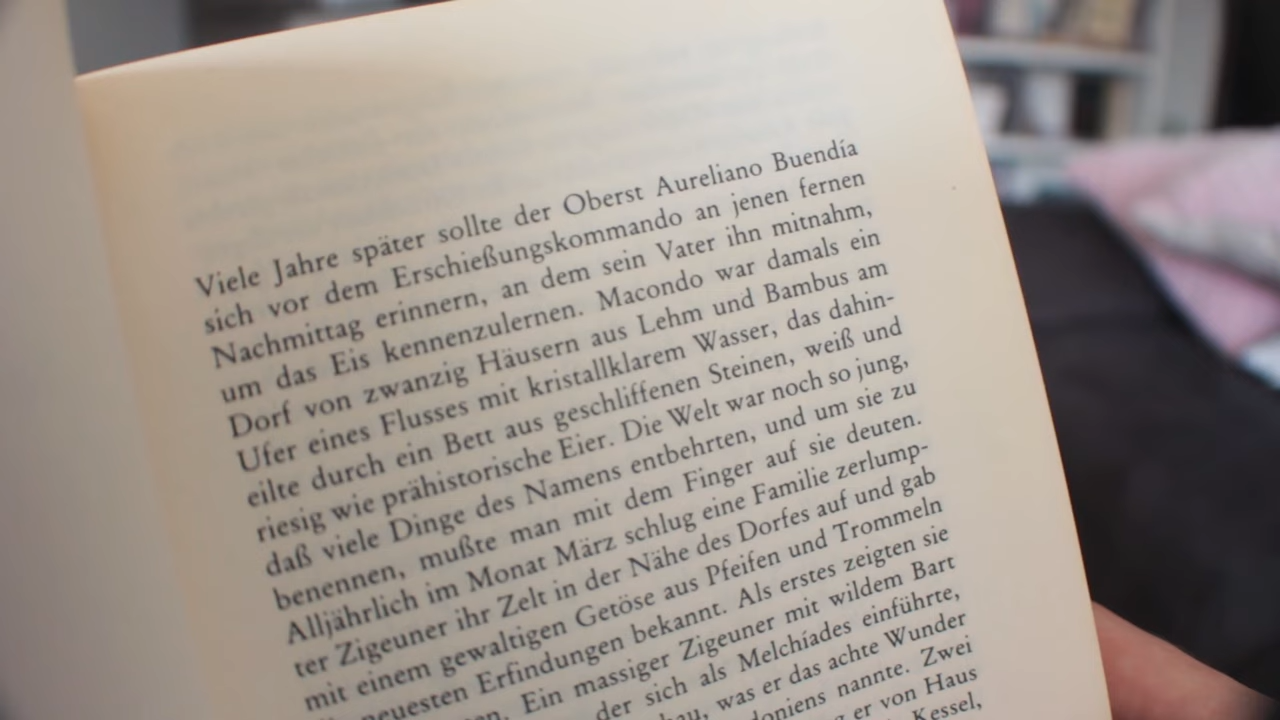 Viele Jahre später sollte der Oberst Aureliano Buendía
sich vor dem Erschießungskommando an jenen fernen
Nachmittag erinnern, an dem sein Vater ihn mitnahm,
um das Eis kennenzulernen. Macondo war damals ein
Dorf von zwanzig Häusern aus Lehm und Bambus am
Ufer eines Flusses mit kristallklarem Wasser, das dahin-
eilte durch ein Bett aus geschliffenen Steinen, weiß und
riesig wie prähistorische Eier. Die Welt war noch so jung,
daß viele Dinge des Namens entbehrten, und um sie zu
benennen, mußte man mit dem Finger auf sie deuten.
Alljährlich im Monat März schlug eine Familie zerlump-
ter Zigeuner ihr Zelt in der Nähe des Dorfes auf und gab
mit einem gewaltigen Getöse aus Pfeifen und Trommeln
neuesten Erfindungen bekannt. Als erstes zeigten sie
Ein massiger Zigeuner mit wildem Bart
der sich als Melchíades einführte,
was er das achte Wunder
nannte. Zwei
er von Haus
Kessel,